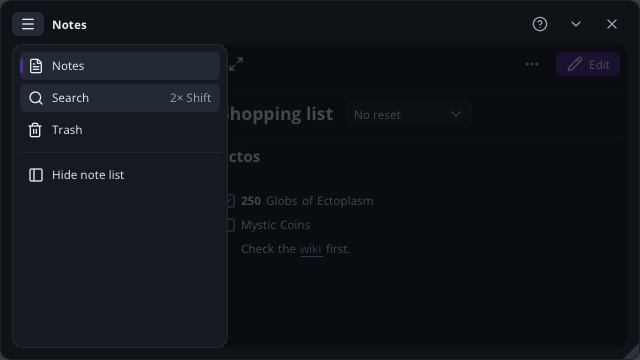 Notes
Notes
Search 2× Shift
Trash
Hide note list
Edit
hopping list No reset
ctos
250 Globs of Ectoplasm
Mystic Coins
Check the wiki first.